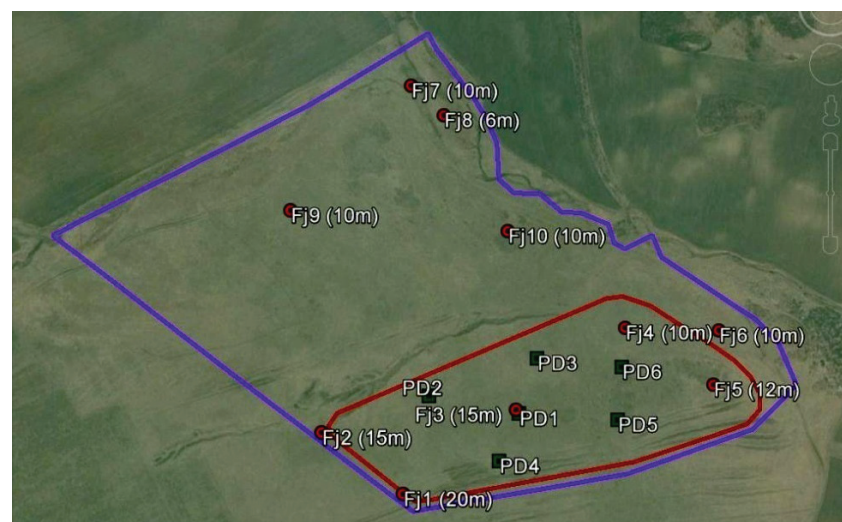 Fj7 (10m)
Fj8 (6m)
Fj9 (10m)
Fj10 (10m)
Fj4 (10m)
Fj6 (10m)
PD3
PD6
PD2
Fj5 (12m)
Fj3 (15m)
PD1
PD5
Fj2 (15m)
PD4
Fj1 (20m)